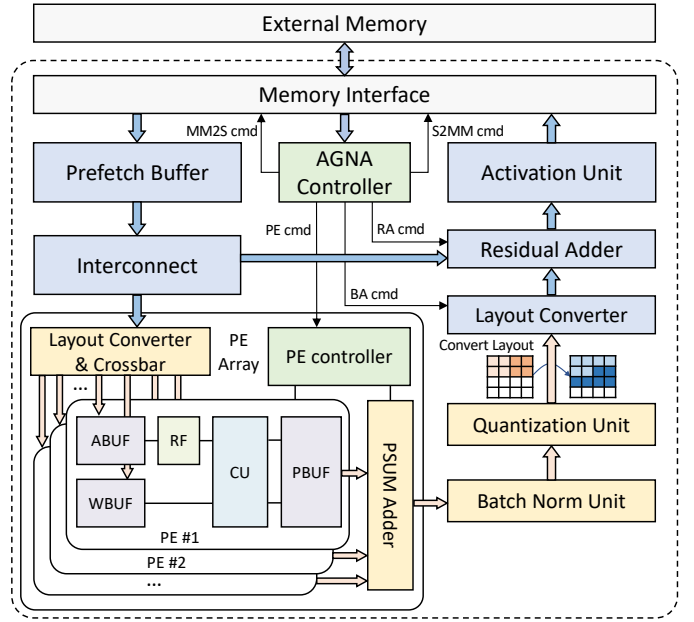 External Memory
Memory Interface
MM2S cmd
S2MM cmd
Prefetch Buffer
AGNA
Controller
Activation Unit
PE cmd
RA cmd
Interconnect
Residual Adder
BA cmd
Layout Converter
Layout Converter
& Crossbar
PE
Array
PE controller
Convert Layout
...
ABUF
RF
CU
PBUF
WBUF
PE #1
PE #2
...
PSUM Adder
Quantization Unit
Batch Norm Unit